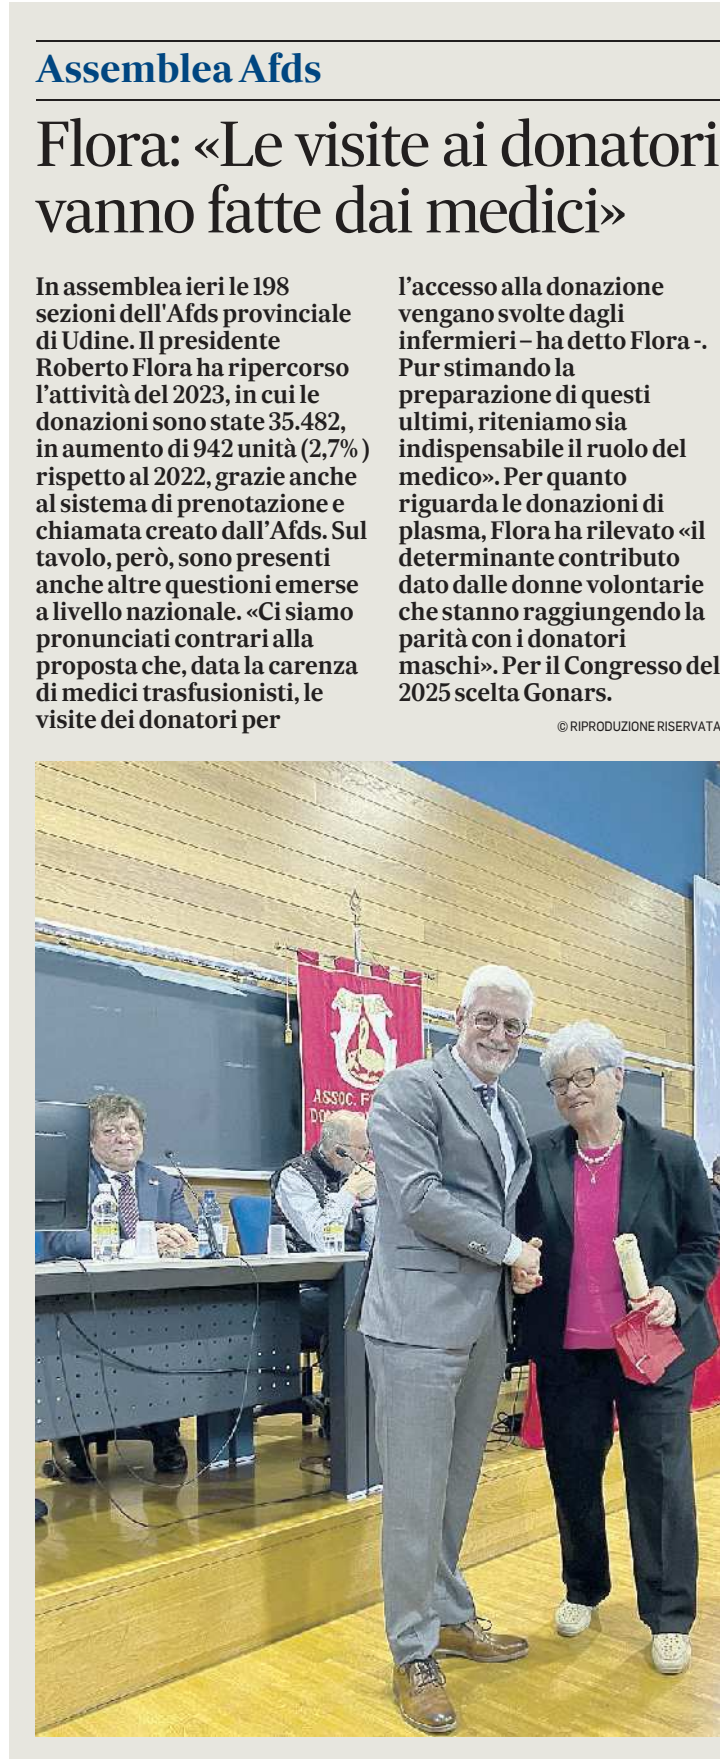 Assemblea Afds
Flora: «Le visite ai donatori
vanno fatte dai medici»
In assemblea ieri le 198
sezioni dell'Afds provinciale
di Udine. Il presidente
Roberto Flora ha ripercorso
l’attività del 2023, in cui le
donazioni sono state 35.482,
in aumento di 942 unità (2,7% )
rispetto al 2022, grazie anche
al sistema di prenotazione e
chiamata creato dall’Afds. Sul
tavolo, però, sono presenti
anche altre questioni emerse
a livello nazionale. «Ci siamo
pronunciati contrari alla
proposta che, data la carenza
di medici trasfusionisti, le
visite dei donatori per
l’accesso alla donazione
vengano svolte dagli
infermieri – ha detto Flora -.
Pur stimando la
preparazione di questi
ultimi, riteniamo sia
indispensabile il ruolo del
medico». Per quanto
riguarda le donazioni di
plasma, Flora ha rilevato «il
determinante contributo
dato dalle donne volontarie
che stanno raggiungendo la
parità con i donatori
maschi». Per il Congresso del
2025 scelta Gonars.
© RIPRODUZIONE RISERVATA
ASSOC.